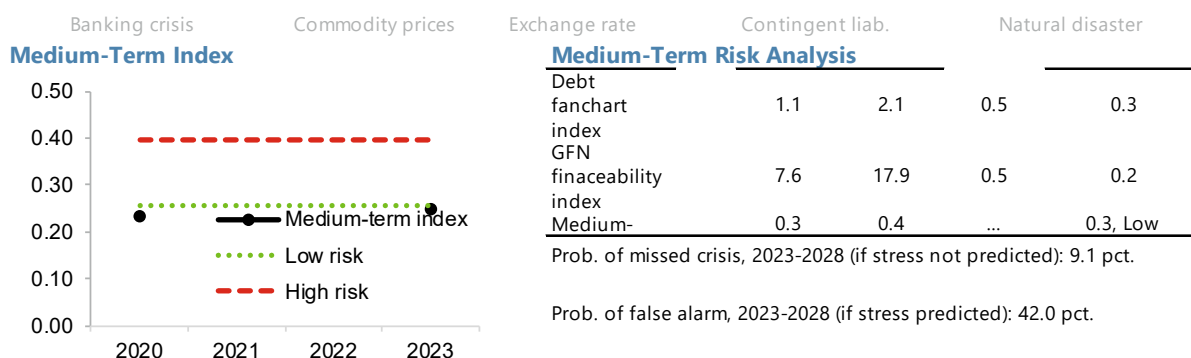 Banking crisis Commodity prices Exchange rate Contingent liab. Natural disaster
Medium-Term Index
0.50
0.40
0.30
0.20
0.10
0.00
Medium-term index
Low risk
High risk
2020 2021 2022 2023
Medium-Term Risk Analysis
Debt
fanchart 1.1 2.1 0.5 0.3
index
GFN
finaceability 7.6 17.9 0.5 0.2
index
Medium- 0.3 0.4 ... 0.3, Low
Prob. of missed crisis, 2023-2028 (if stress not predicted): 9.1 pct.
Prob. of false alarm, 2023-2028 (if stress predicted): 42.0 pct.